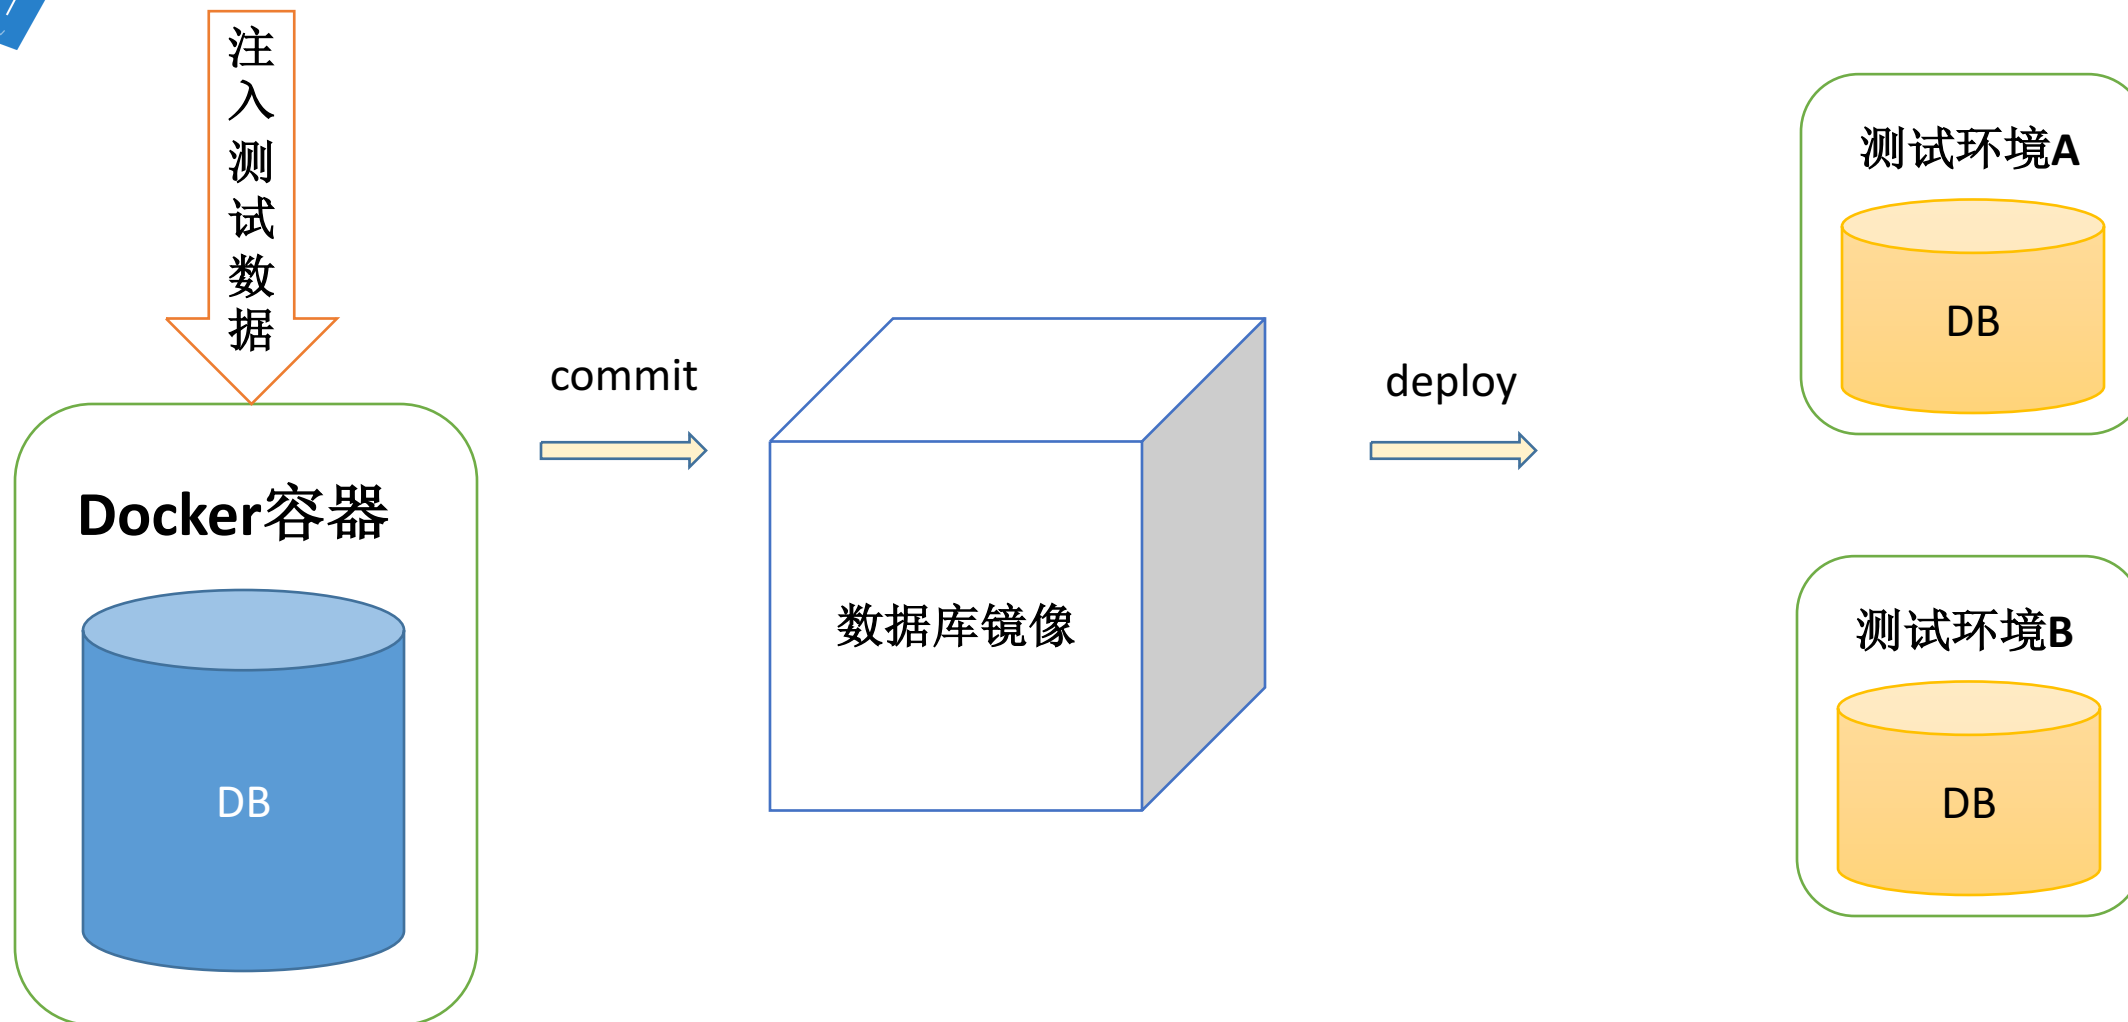 注入测试数据
Docker容器
DB
commit
数据库镜像
deploy
测试环境A
DB
测试环境B
DB